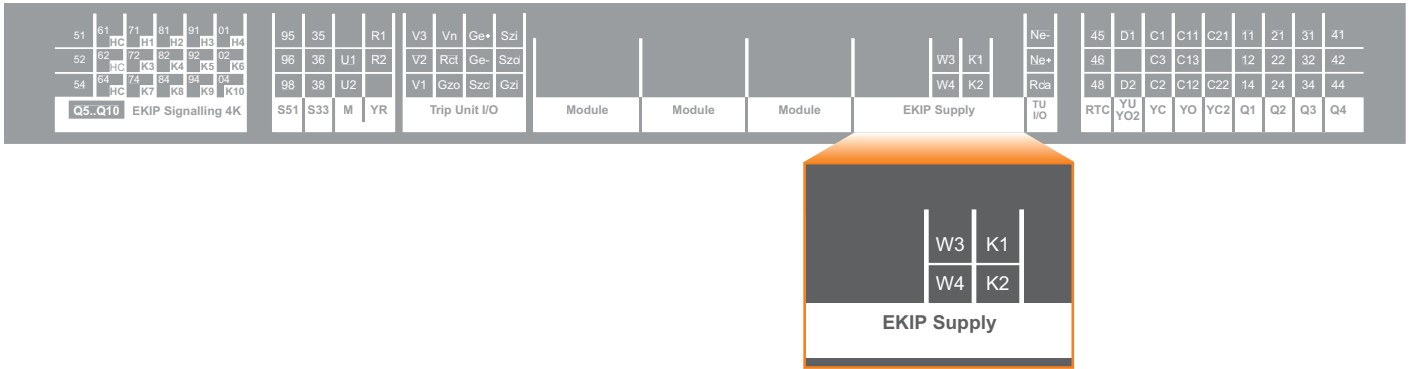 51 61 71 81 91 01 95 35 R1 V3 Vn Ge+ Szi Ne- 45 D1 C1 C11 C21 11 21 31 41
HC H1 H2 H3 H4
52 62 72 82 92 02 96 36 U1 R2 V2 Rct Ge- Szo W3 K1 Ne+ 46 C3 C13 12 22 32 42
HC K3 K4 K5 K6
54 64 74 84 94 04 98 38 U2 V1 Gzo Szc Gzi W4 K2 Rca 48 D2 C2 C12 C22 14 24 34 44
HC K7 K8 K9 K10
Q5..Q10 EKIP Signalling 4K S51 S33 M YR Trip Unit I/O Module Module Module EKIP Supply TU I/O RTC YU YO2 YC YO YC2 Q1 Q2 Q3 Q4
W3 K1
W4 K2
EKIP Supply